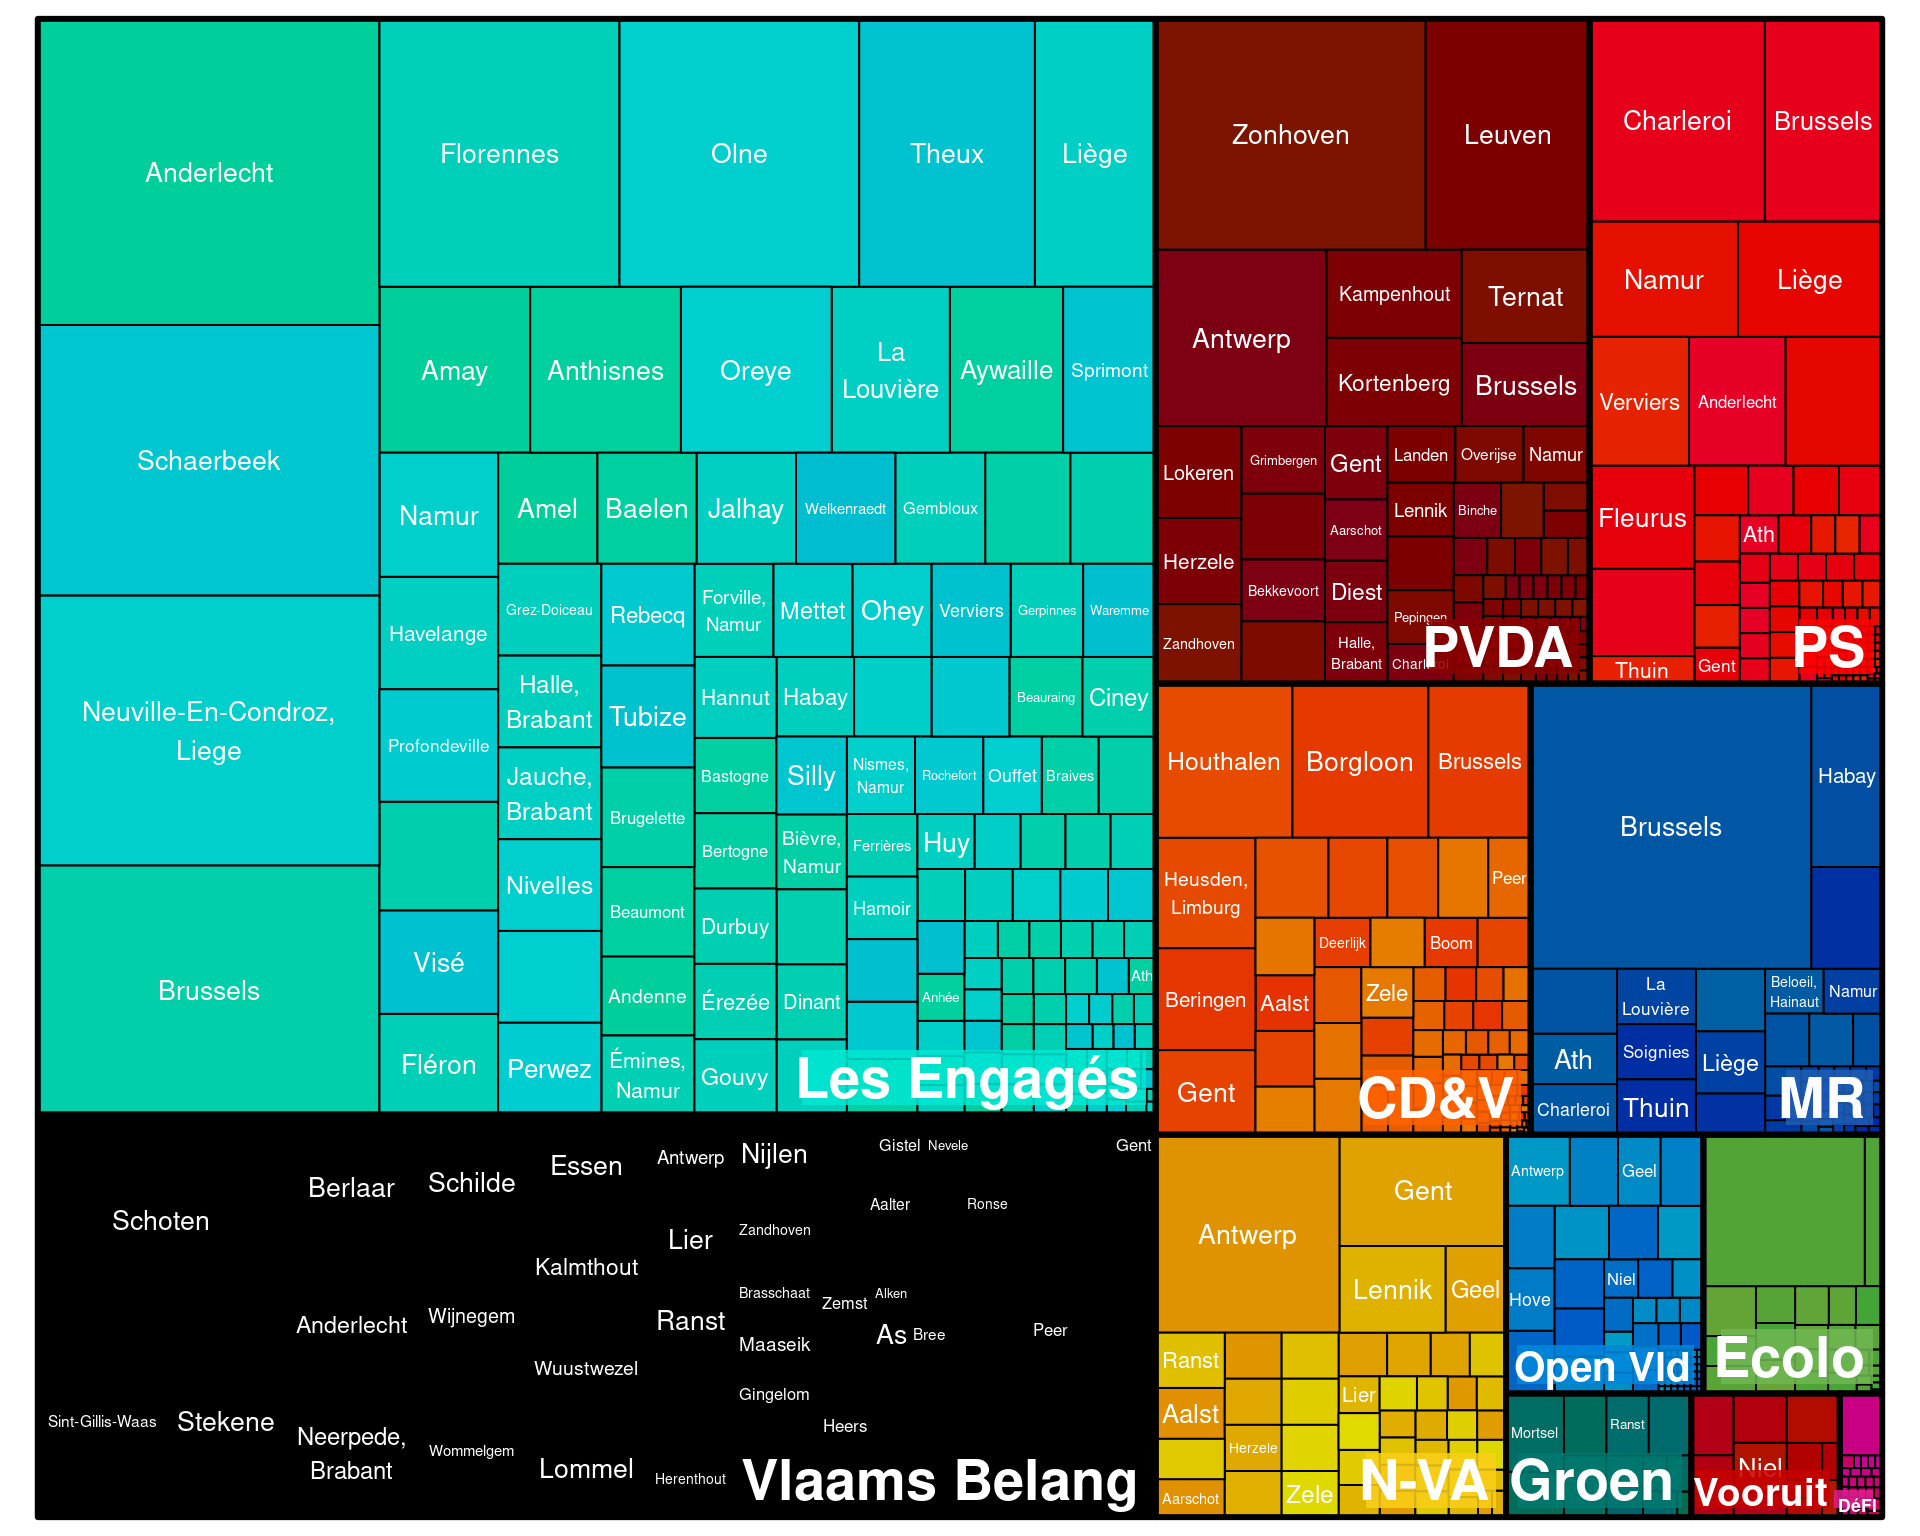 Anderlecht
Schaerbeek
Neuville-En-Condroz,
Liege
Brussels
Florennes
Olne
Theux
Liège
Amay
Anthisnes
Oreye
La
Louvière
Aywaille
Sprimont
Namur
Havelange
Profondeville
Visé
Fléron
Amel
Baelen
Jalhay
Welkenraedt
Gembloux
Grez-Doiceau
Halle,
Brabant
Jauche,
Brabant
Nivelles
Perwez
Rebecq
Tubize
Brugelette
Beaumont
Andenne
Émines,
Namur
Forville,
Namur
Mettet
Ohey
Verviers
Gerpinnes
Waremme
Hannut
Bastogne
Bertogne
Durbuy
Érezée
Gouvy
Habay
Beauraing
Ciney
Silly
Nismes,
Namur
Rochefort
Ouffet
Braives
Bièvre,
Namur
Dinant
Ferrières
Hamoir
Huy
Anhée
Ath
Les Engagés
Schoten
Sint-Gillis-Waas
Stekene
Berlaar
Anderlecht
Neerpede,
Brabant
Schilde
Wijnegem
Wommelgem
Essen
Kalmthout
Wuustwezel
Lommel
Antwerp
Lier
Ranst
Herenthout
Nijlen
Zandhoven
Brasschaat
Maaseik
Gingelom
Zemst
Heers
Gistel
Nevele
Aalter
Ronse
Gent
Alken
As
Bree
Peer
Vlaams Belang
Zonhoven
Leuven
Antwerp
Kampenhout
Kortenberg
Ternat
Brussels
Lokeren
Herzele
Zandhoven
Grimbergen
Bekkevoort
Gent
Aarschot
Diest
Halle,
Brabant
Landen
Overijse
Namur
Lennik
Binche
Pepingen
Charleroi
PVDA
Charleroi
Brussels
Namur
Liège
Verviers
Anderlecht
Fleurus
Thuin
Ath
Gent
PS
Houthalen
Borgloon
Brussels
Heusden,
Limburg
Beringen
Gent
Peer
Deerlijk
Boom
Aalst
Zele
CD&V
Brussels
Habay
Ath
Charleroi
La
Louvière
Soignies
Thuin
Liège
Beloeil,
Hainaut
Namur
MR
Antwerp
Gent
Lennik
Geel
Ranst
Aalst
Aarschot
Herzele
Zele
Lier
N-VA
Antwerp
Geel
Hove
Niel
Open Vld
Ecolo
Mortsel
Ranst
Groen
Niel
Vooruit
DéFI